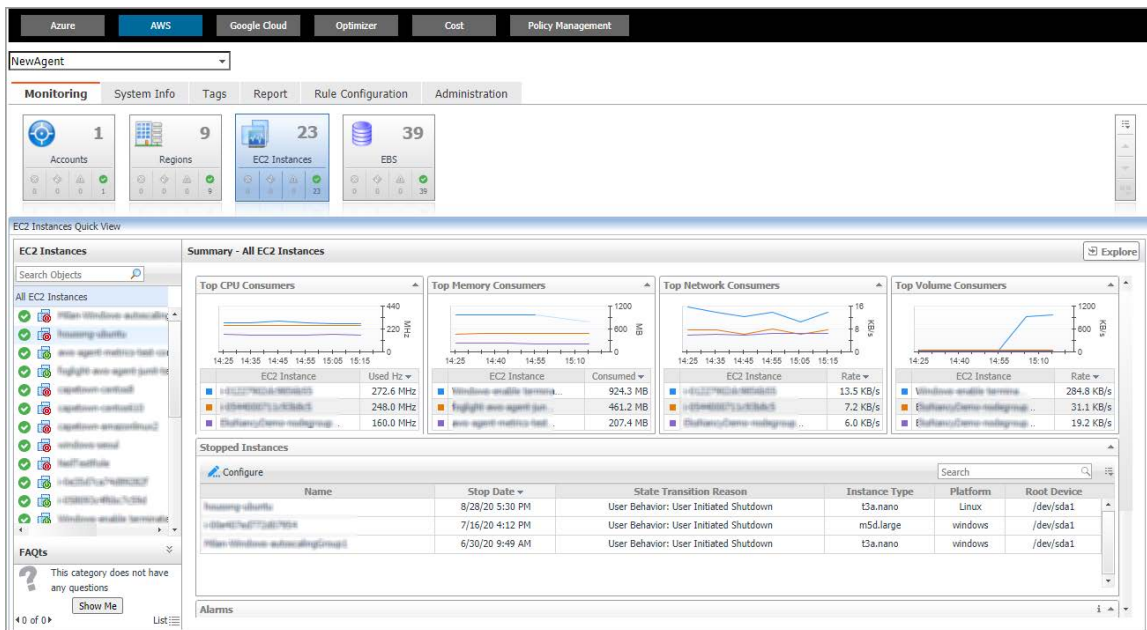 Azure AWS Google Cloud Optimizer Cost Policy Management
NewAgent
Monitoring System Info Tags Report Rule Configuration Administration
1 9 23 39
Accounts Regions EC2 Instances EBS
0 0 0 1 0 0 0 9 0 0 0 23 0 0 0 39
EC2 Instances Quick View
EC2 Instances
Search Objects
All EC2 Instances
FAQts
This category does not have
any questions
Show Me
0 of 0 List
Summary - All EC2 Instances Explore
Top CPU Consumers
440
220
0
MHz
14:25 14:35 14:45 14:55 15:05 15:15
EC2 Instance Used Hz
272.6 MHz
248.0 MHz
160.0 MHz
Top Memory Consumers
1200
600
0
MB
14:25 14:40 14:55 15:10
EC2 Instance Consumed
924.3 MB
461.2 MB
207.4 MB
Top Network Consumers
16
8
0
KB/s
14:25 14:35 14:45 14:55 15:05 15:15
EC2 Instance Rate
13.5 KB/s
7.2 KB/s
6.0 KB/s
Top Volume Consumers
1200
600
0
KB/s
14:25 14:40 14:55 15:10
EC2 Instance Rate
284.8 KB/s
31.1 KB/s
19.2 KB/s
Stopped Instances
Configure Search
Name Stop Date State Transition Reason Instance Type Platform Root Device
8/28/20 5:30 PM User Behavior: User Initiated Shutdown t3a.nano Linux /dev/sda1
7/16/20 4:12 PM User Behavior: User Initiated Shutdown m5d.large windows /dev/sda1
6/30/20 9:49 AM User Behavior: User Initiated Shutdown t3a.nano windows /dev/sda1
Alarms